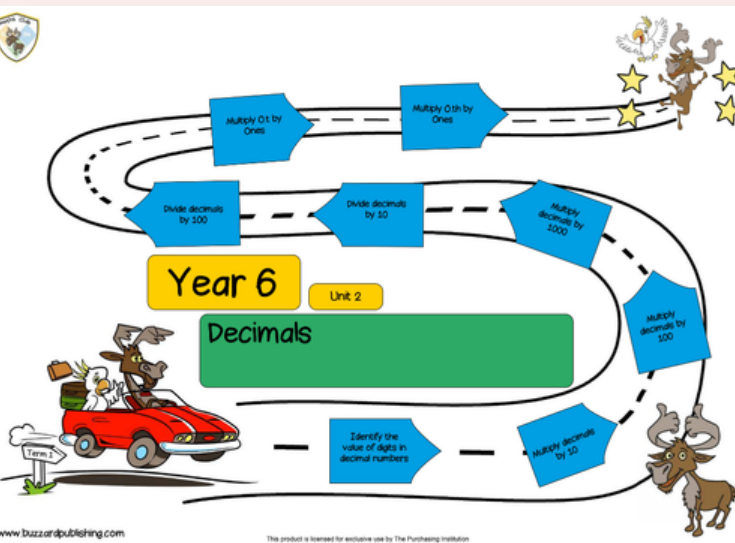 Maths Club
Multiply 0.t by
Ones
Multiply 0.th by
Ones
Divide decimals
by 100
Divide decimals
by 10
Multiply
decimals by
1000
Year 6
Unit 2
Decimals
Multiply
decimals by
100
Term 1
Identify the
value of digits in
decimal numbers
Multiply decimals
by 10
www.buzzardpublishing.com
This product is licensed for exclusive use by The Purchasing Institution